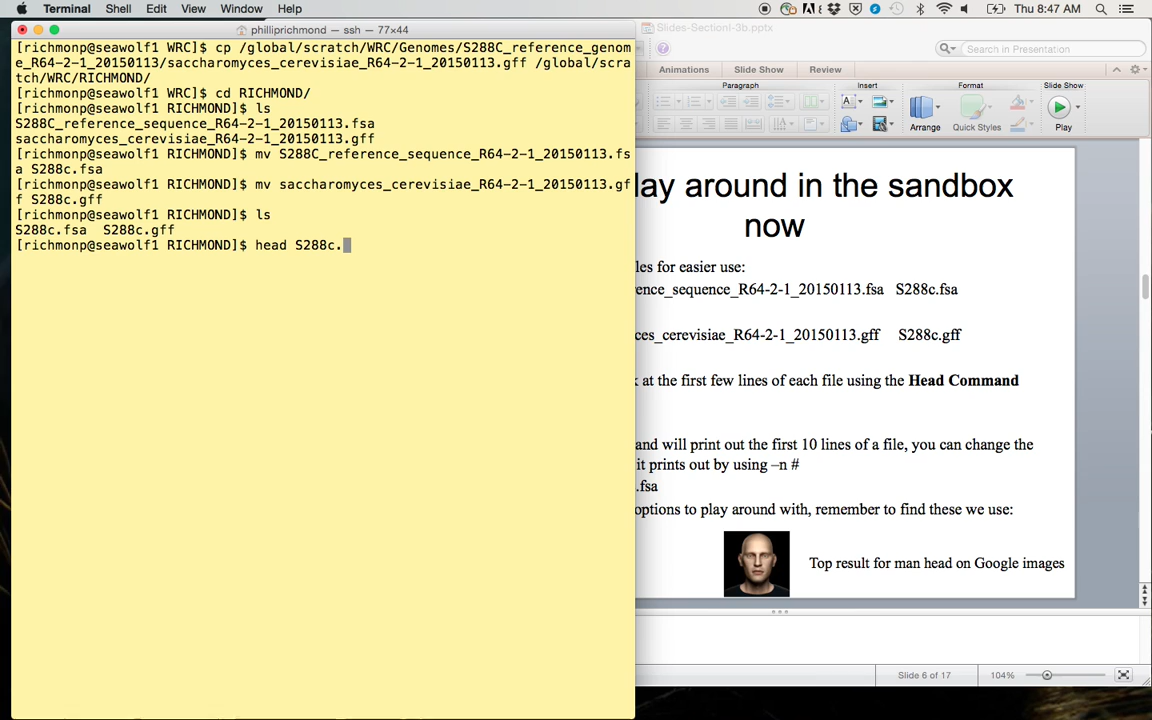 Terminal Shell Edit View Window Help
Thu 8:47 AM
philliprichmond — ssh — 77×44
[richmonp@seawolf1 WRC]$ cp /global/scratch/WRC/Genomes/S288C_reference_genom
e_R64-2-1_20150113/saccharomyces_cerevisiae_R64-2-1_20150113.gff /global/scra
tch/WRC/RICHMOND/
[richmonp@seawolf1 WRC]$ cd RICHMOND/
[richmonp@seawolf1 RICHMOND]$ ls
S288C_reference_sequence_R64-2-1_20150113.fsa
saccharomyces_cerevisiae_R64-2-1_20150113.gff
[richmonp@seawolf1 RICHMOND]$ mv S288C_reference_sequence_R64-2-1_20150113.fs
a S288c.fsa
[richmonp@seawolf1 RICHMOND]$ mv saccharomyces_cerevisiae_R64-2-1_20150113.gf
f S288c.gff
[richmonp@seawolf1 RICHMOND]$ ls
S288c.fsa  S288c.gff
[richmonp@seawolf1 RICHMOND]$ head S288c.
Slides-SectionI-3b.pptx
Search in Presentation
Animations Slide Show Review
Paragraph Insert Format Slide Show
Arrange Quick Styles Play
lay around in the sandbox
now
les for easier use:
ence_sequence_R64-2-1_20150113.fsa S288c.fsa
ces_cerevisiae_R64-2-1_20150113.gff S288c.gff
at the first few lines of each file using the Head Command
and will print out the first 10 lines of a file, you can change the
it prints out by using –n #
.fsa
options to play around with, remember to find these we use:
Top result for man head on Google images
Slide 6 of 17
104%